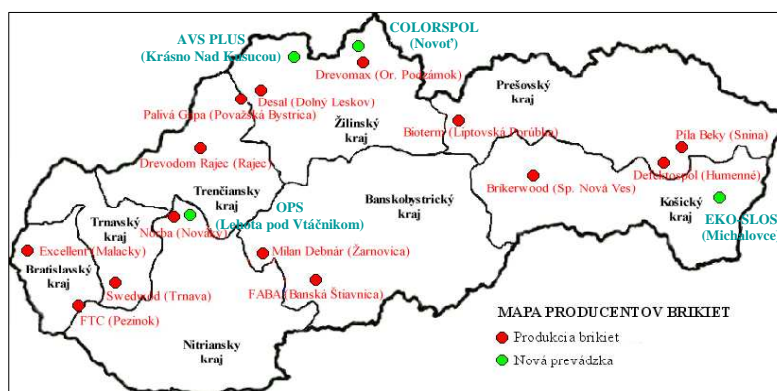 AVS PLUS
(Krásno Nad Kusucou)
COLORSPOL
(Novoť)
Drevomax (Or. Podzámok)
Prešovský
kraj
Desal (Dolný Leskov)
Palivá Gapa (Považská Bystrica)
Žilinský
kraj
Bioterm (Liptovská Porúbka)
Píla Beky (Snina)
Drevodom Rajec (Rajec)
Defektospol (Humenné)
Trenčiansky
kraj
OPS
(Lehota pod Vtáčnikom)
Banskobystrický
kraj
Brikerwood (Sp. Nová Ves)
Košický
kraj
EKO-SLOS
(Michalovce)
Trnavský
kraj
Norba (Nováky)
Excellent (Malacky)
Bratislavský
kraj
Milan Debnár (Žarnovica)
Swedwod (Trnava)
FABA (Banská Štiavnica)
FTC (Pezinok)
Nitriansky
kraj
MAPA PRODUCENTOV BRIKIET
Produkcia brikiet
Nová prevádzka